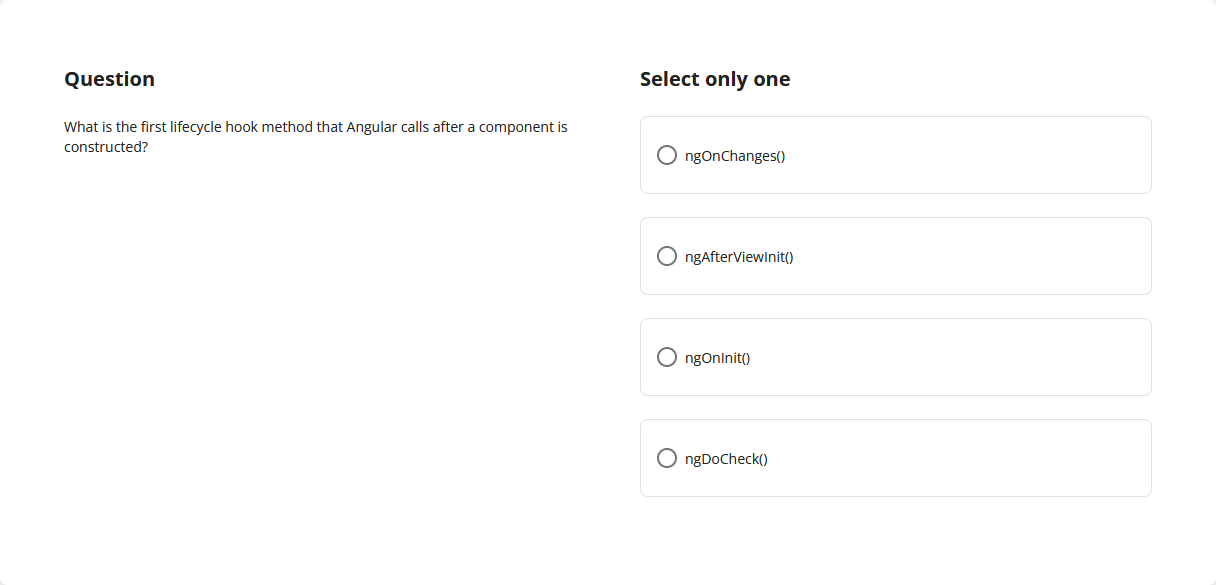 Question
What is the first lifecycle hook method that Angular calls after a component is
constructed?
Select only one
ngOnChanges()
ngAfterViewInit()
ngOnInit()
ngDoCheck()